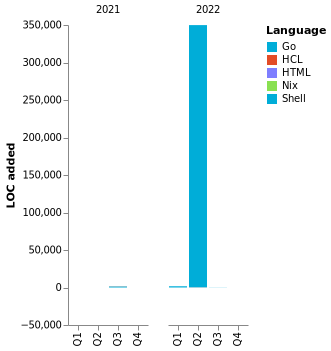 2021 2022
Language
Go
HCL
HTML
Nix
Shell
LOC added
350,000
300,000
250,000
200,000
150,000
100,000
50,000
0
−50,000
Q1 Q2 Q3 Q4 Q1 Q2 Q3 Q4